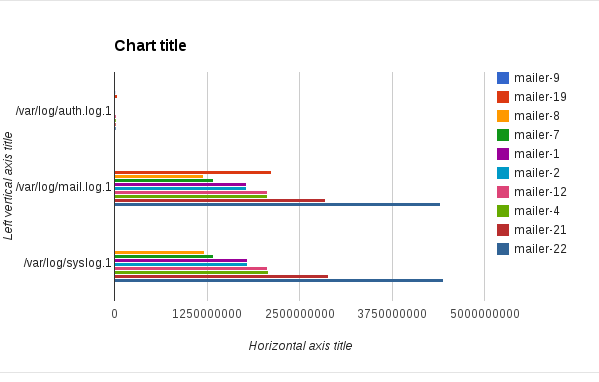 Chart title
Left vertical axis title
/var/log/auth.log.1
/var/log/mail.log.1
/var/log/syslog.1
0
1250000000
2500000000
3750000000
5000000000
Horizontal axis title
mailer-9
mailer-19
mailer-8
mailer-7
mailer-1
mailer-2
mailer-12
mailer-4
mailer-21
mailer-22